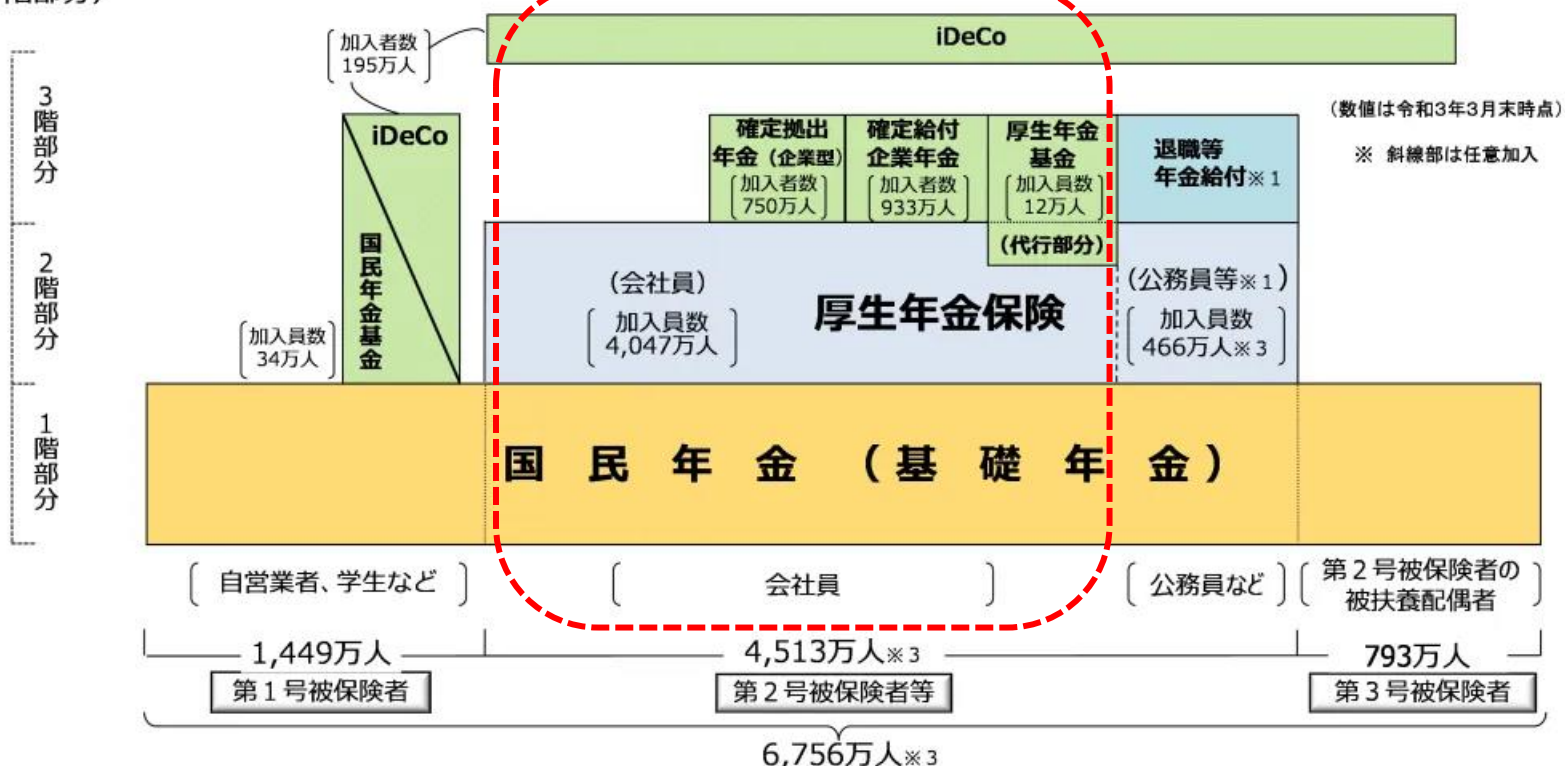 階部分)
加入者数
195万人
iDeCo
3階部分
2階部分
1階部分
iDeCo
国民年金基金
加入員数
34万人
確定拠出
年金(企業型)
加入者数
750万人
確定給付
企業年金
加入者数
933万人
厚生年金
基金
加入員数
12万人
(代行部分)
退職等
年金給付※1
(数値は令和3年3月末時点)
※ 斜線部は任意加入
(会社員)
加入員数
4,047万人
厚生年金保険
(公務員等※1)
加入員数
466万人※3
国民年金(基礎年金)
自営業者、学生など
会社員
公務員など
第2号被保険者の
被扶養配偶者
1,449万人
4,513万人※3
793万人
第1号被保険者
第2号被保険者等
第3号被保険者
6,756万人※3